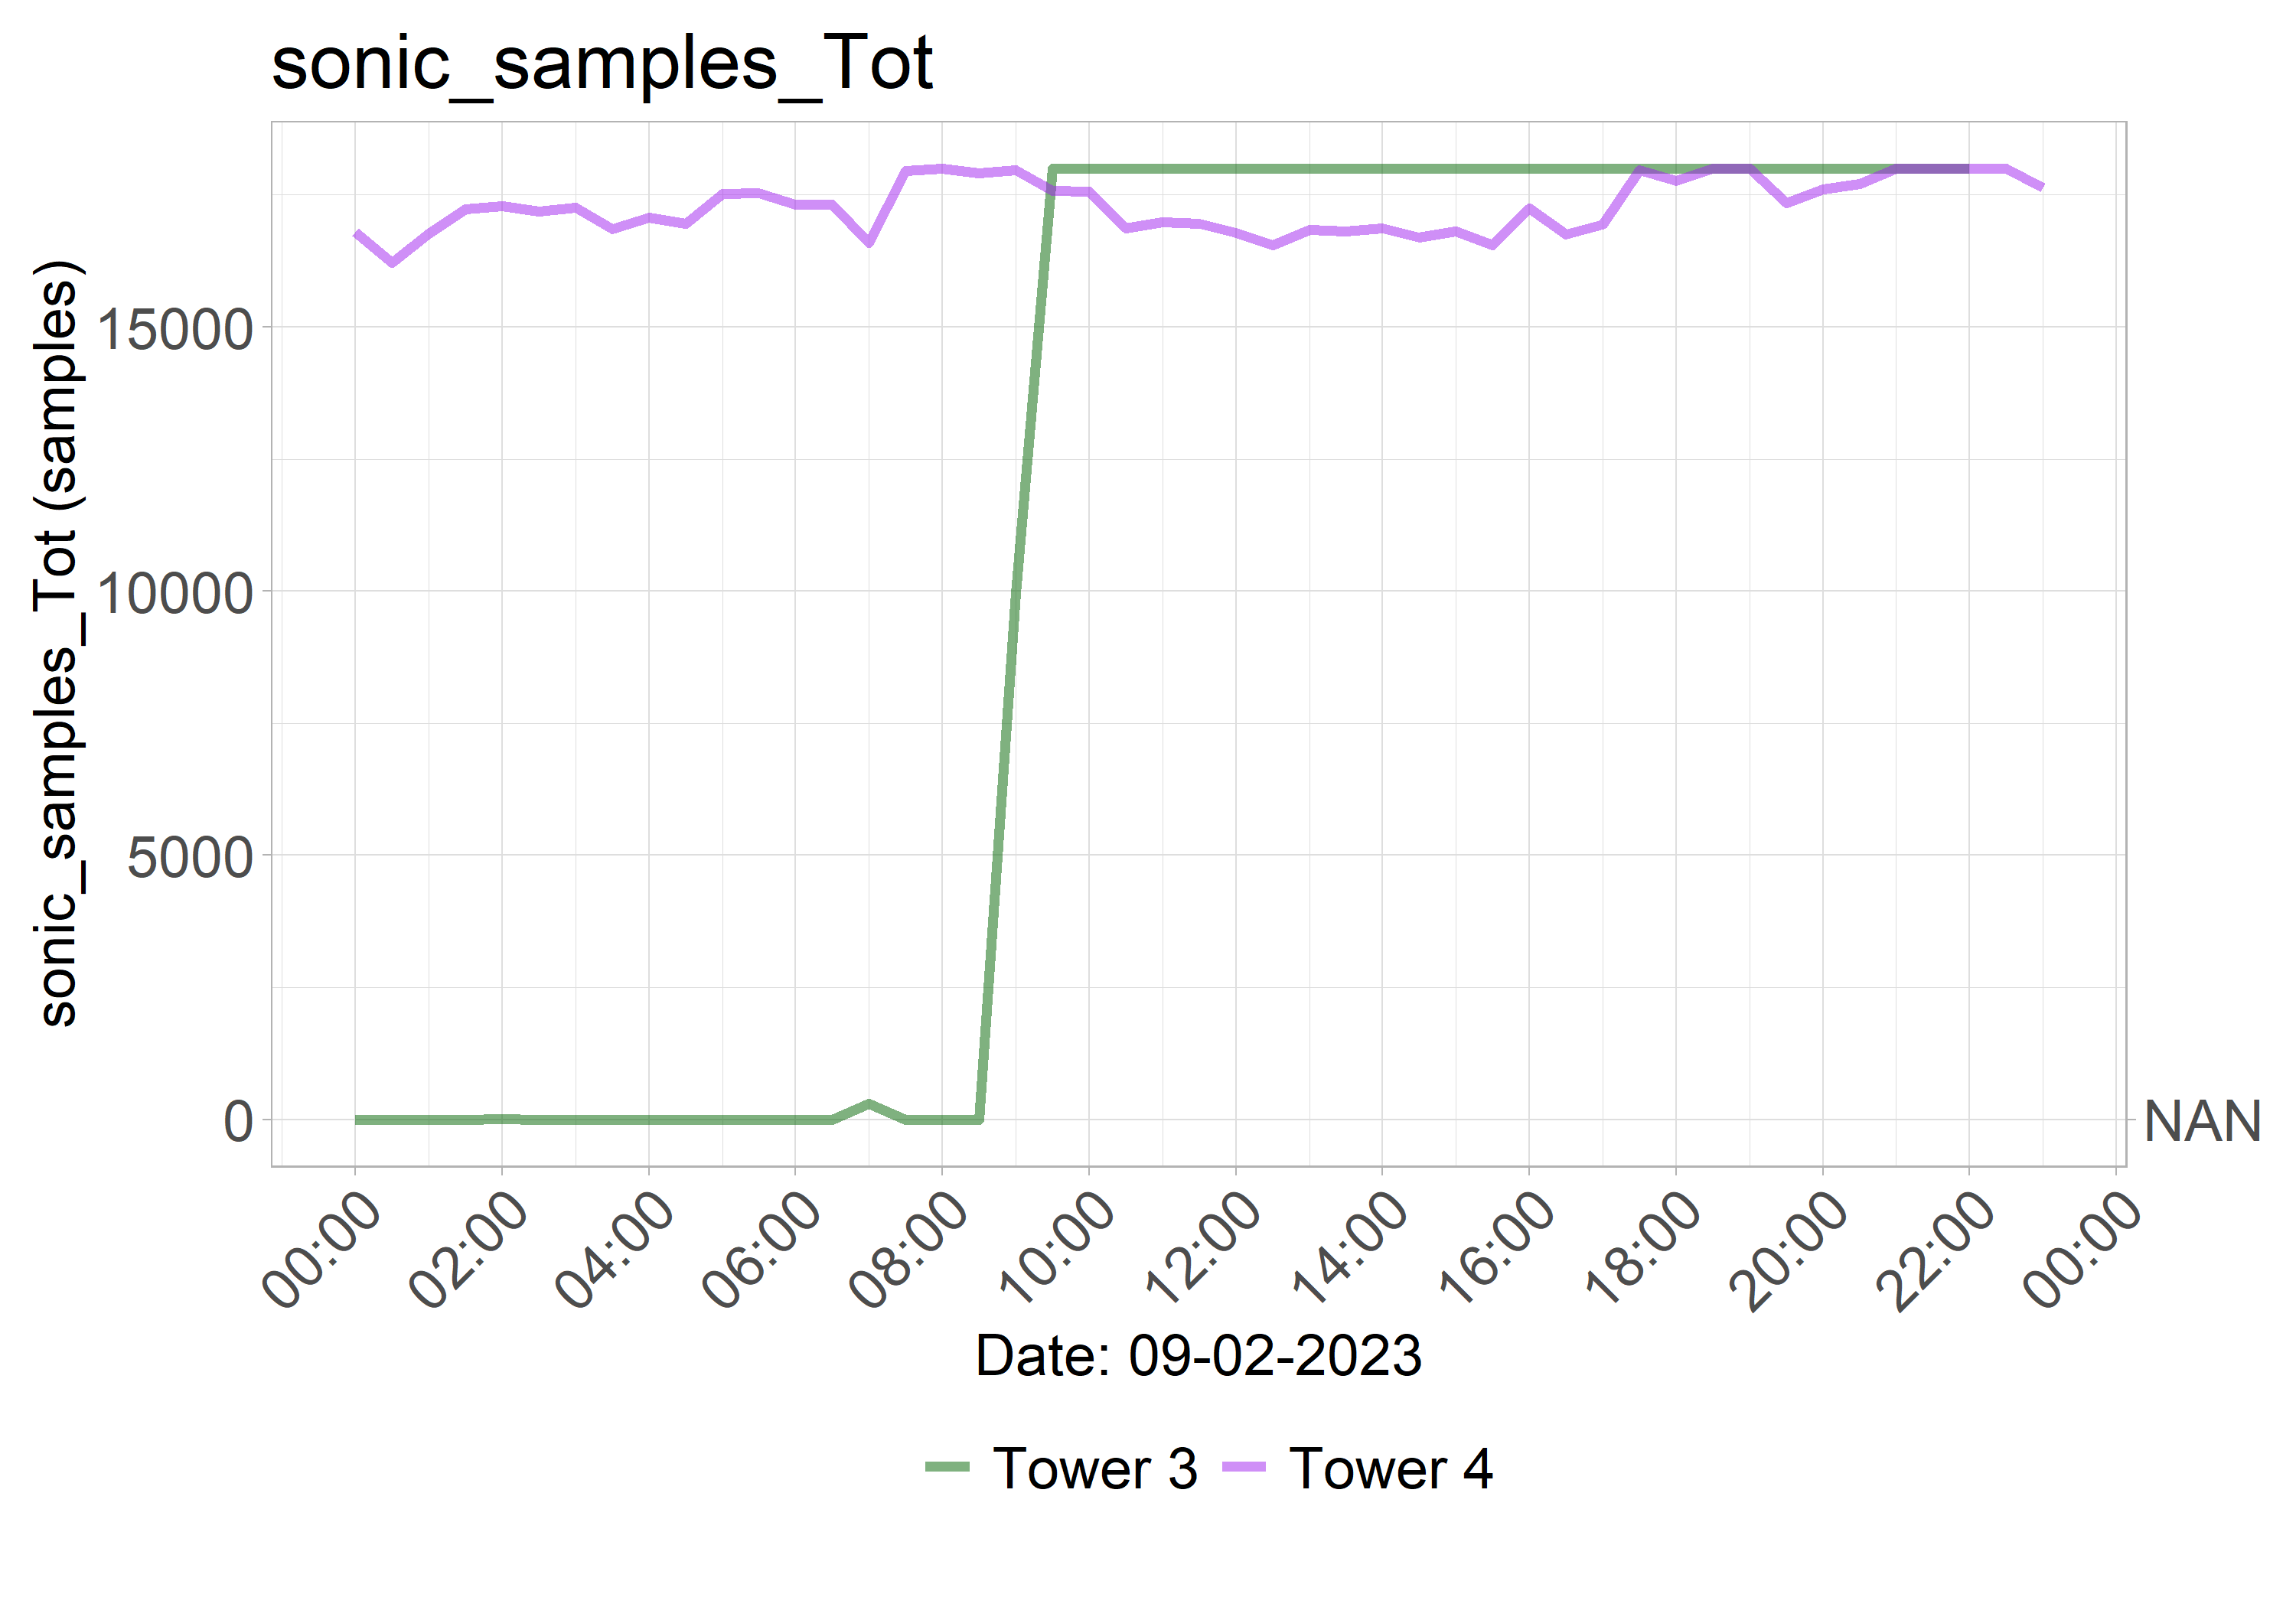 sonic_samples_Tot
sonic_samples_Tot (samples)
15000
10000
5000
0
NAN
00:00 02:00 04:00 06:00 08:00 10:00 12:00 14:00 16:00 18:00 20:00 22:00 00:00
Date: 09-02-2023
Tower 3 Tower 4